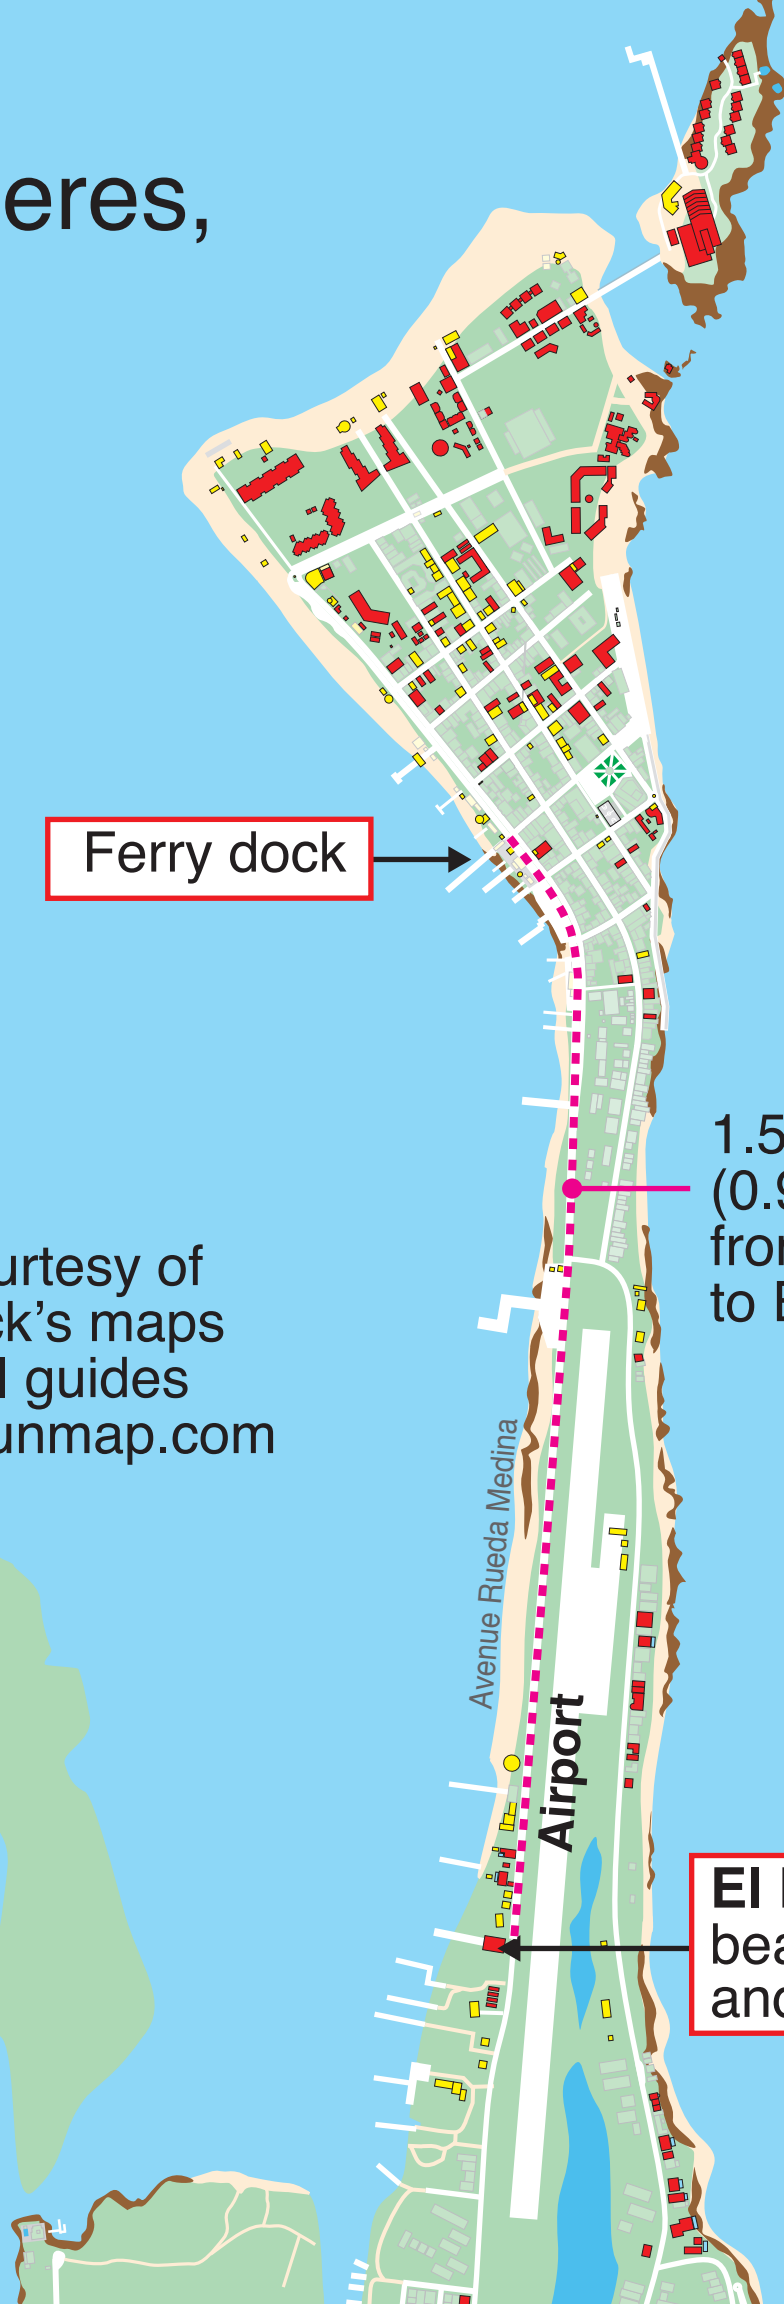 eres,
Ferry dock
1.5
(0.9
from
to E
urtesy of
ck's maps
l guides
unmap.com
Avenue Rueda Medina
Airport
El
bea
and